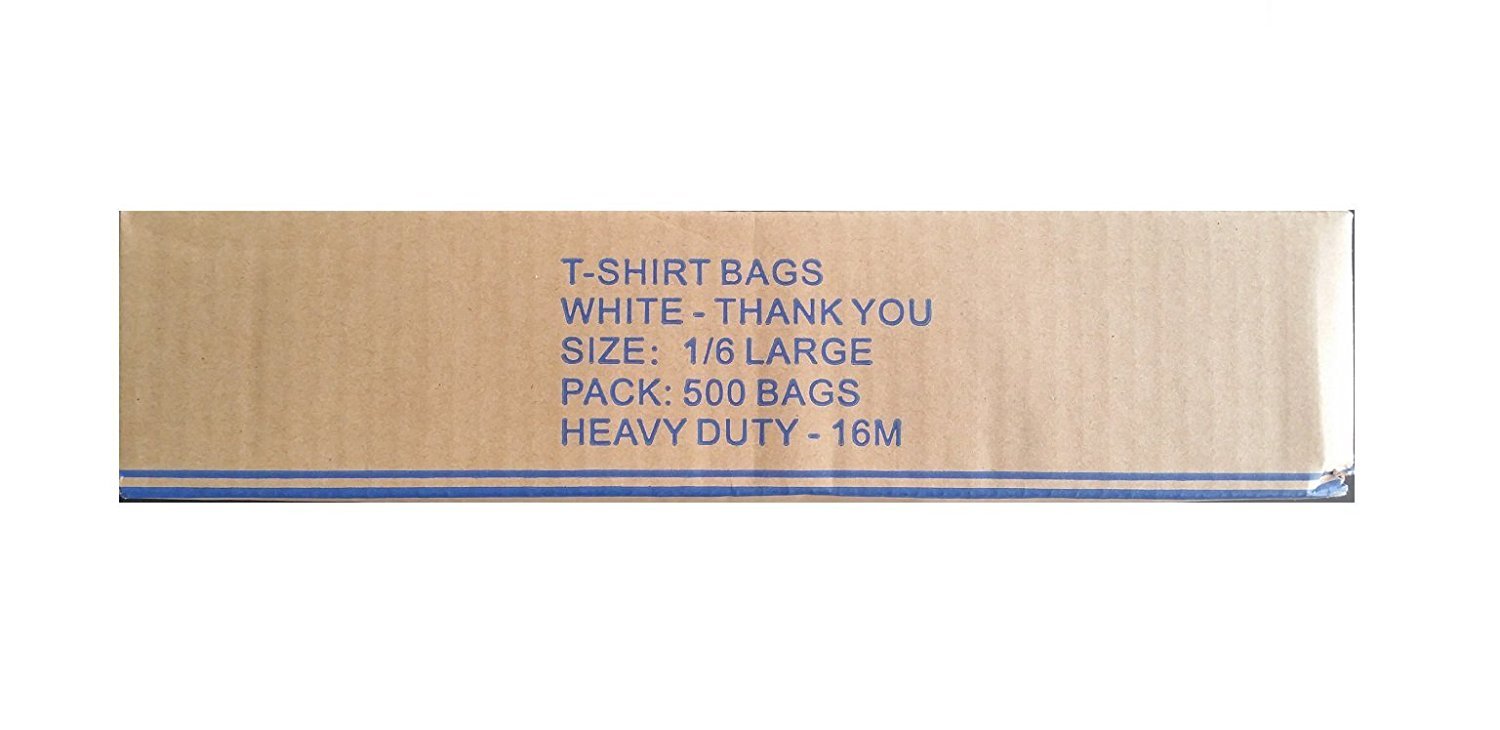 T-SHIRT BAGS
WHITE - THANK YOU
SIZE: 1/6 LARGE
PACK: 500 BAGS
HEAVY DUTY - 16M